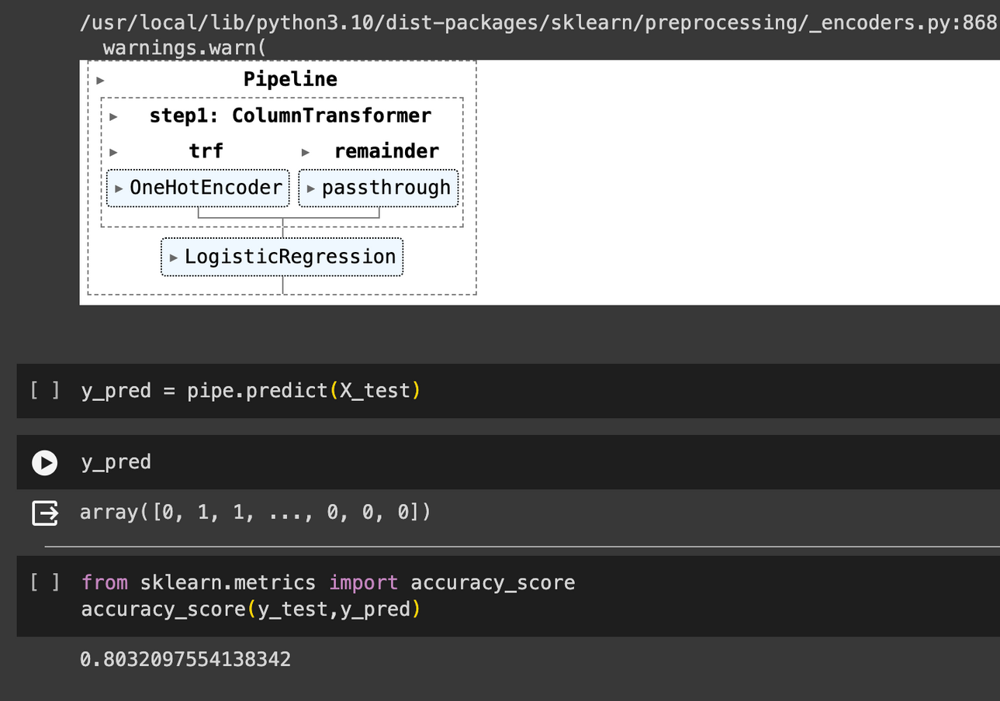 /usr/local/lib/python3.10/dist-packages/sklearn/preprocessing/_encoders.py:868
warnings.warn(
Pipeline
step1: ColumnTransformer
trf remainder
OneHotEncoder passthrough
LogisticRegression
[ ] y_pred = pipe.predict(X_test)
y_pred
array([0, 1, 1, ..., 0, 0, 0])
[ ] from sklearn.metrics import accuracy_score
accuracy_score(y_test,y_pred)
0.8032097554138342